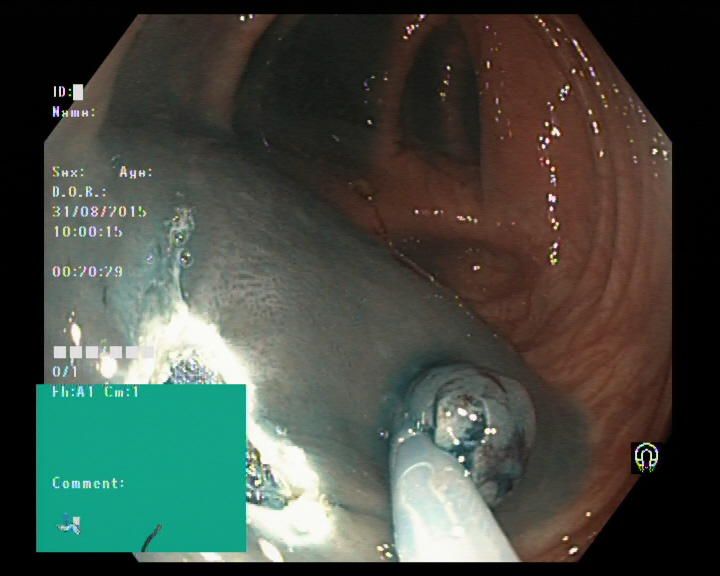 ID:
Name:
Sex: Age:
D.O.B.:
31/08/2015
10:00:15
00:20:29
0/1
Eh:A1 Cm:1
Comment: